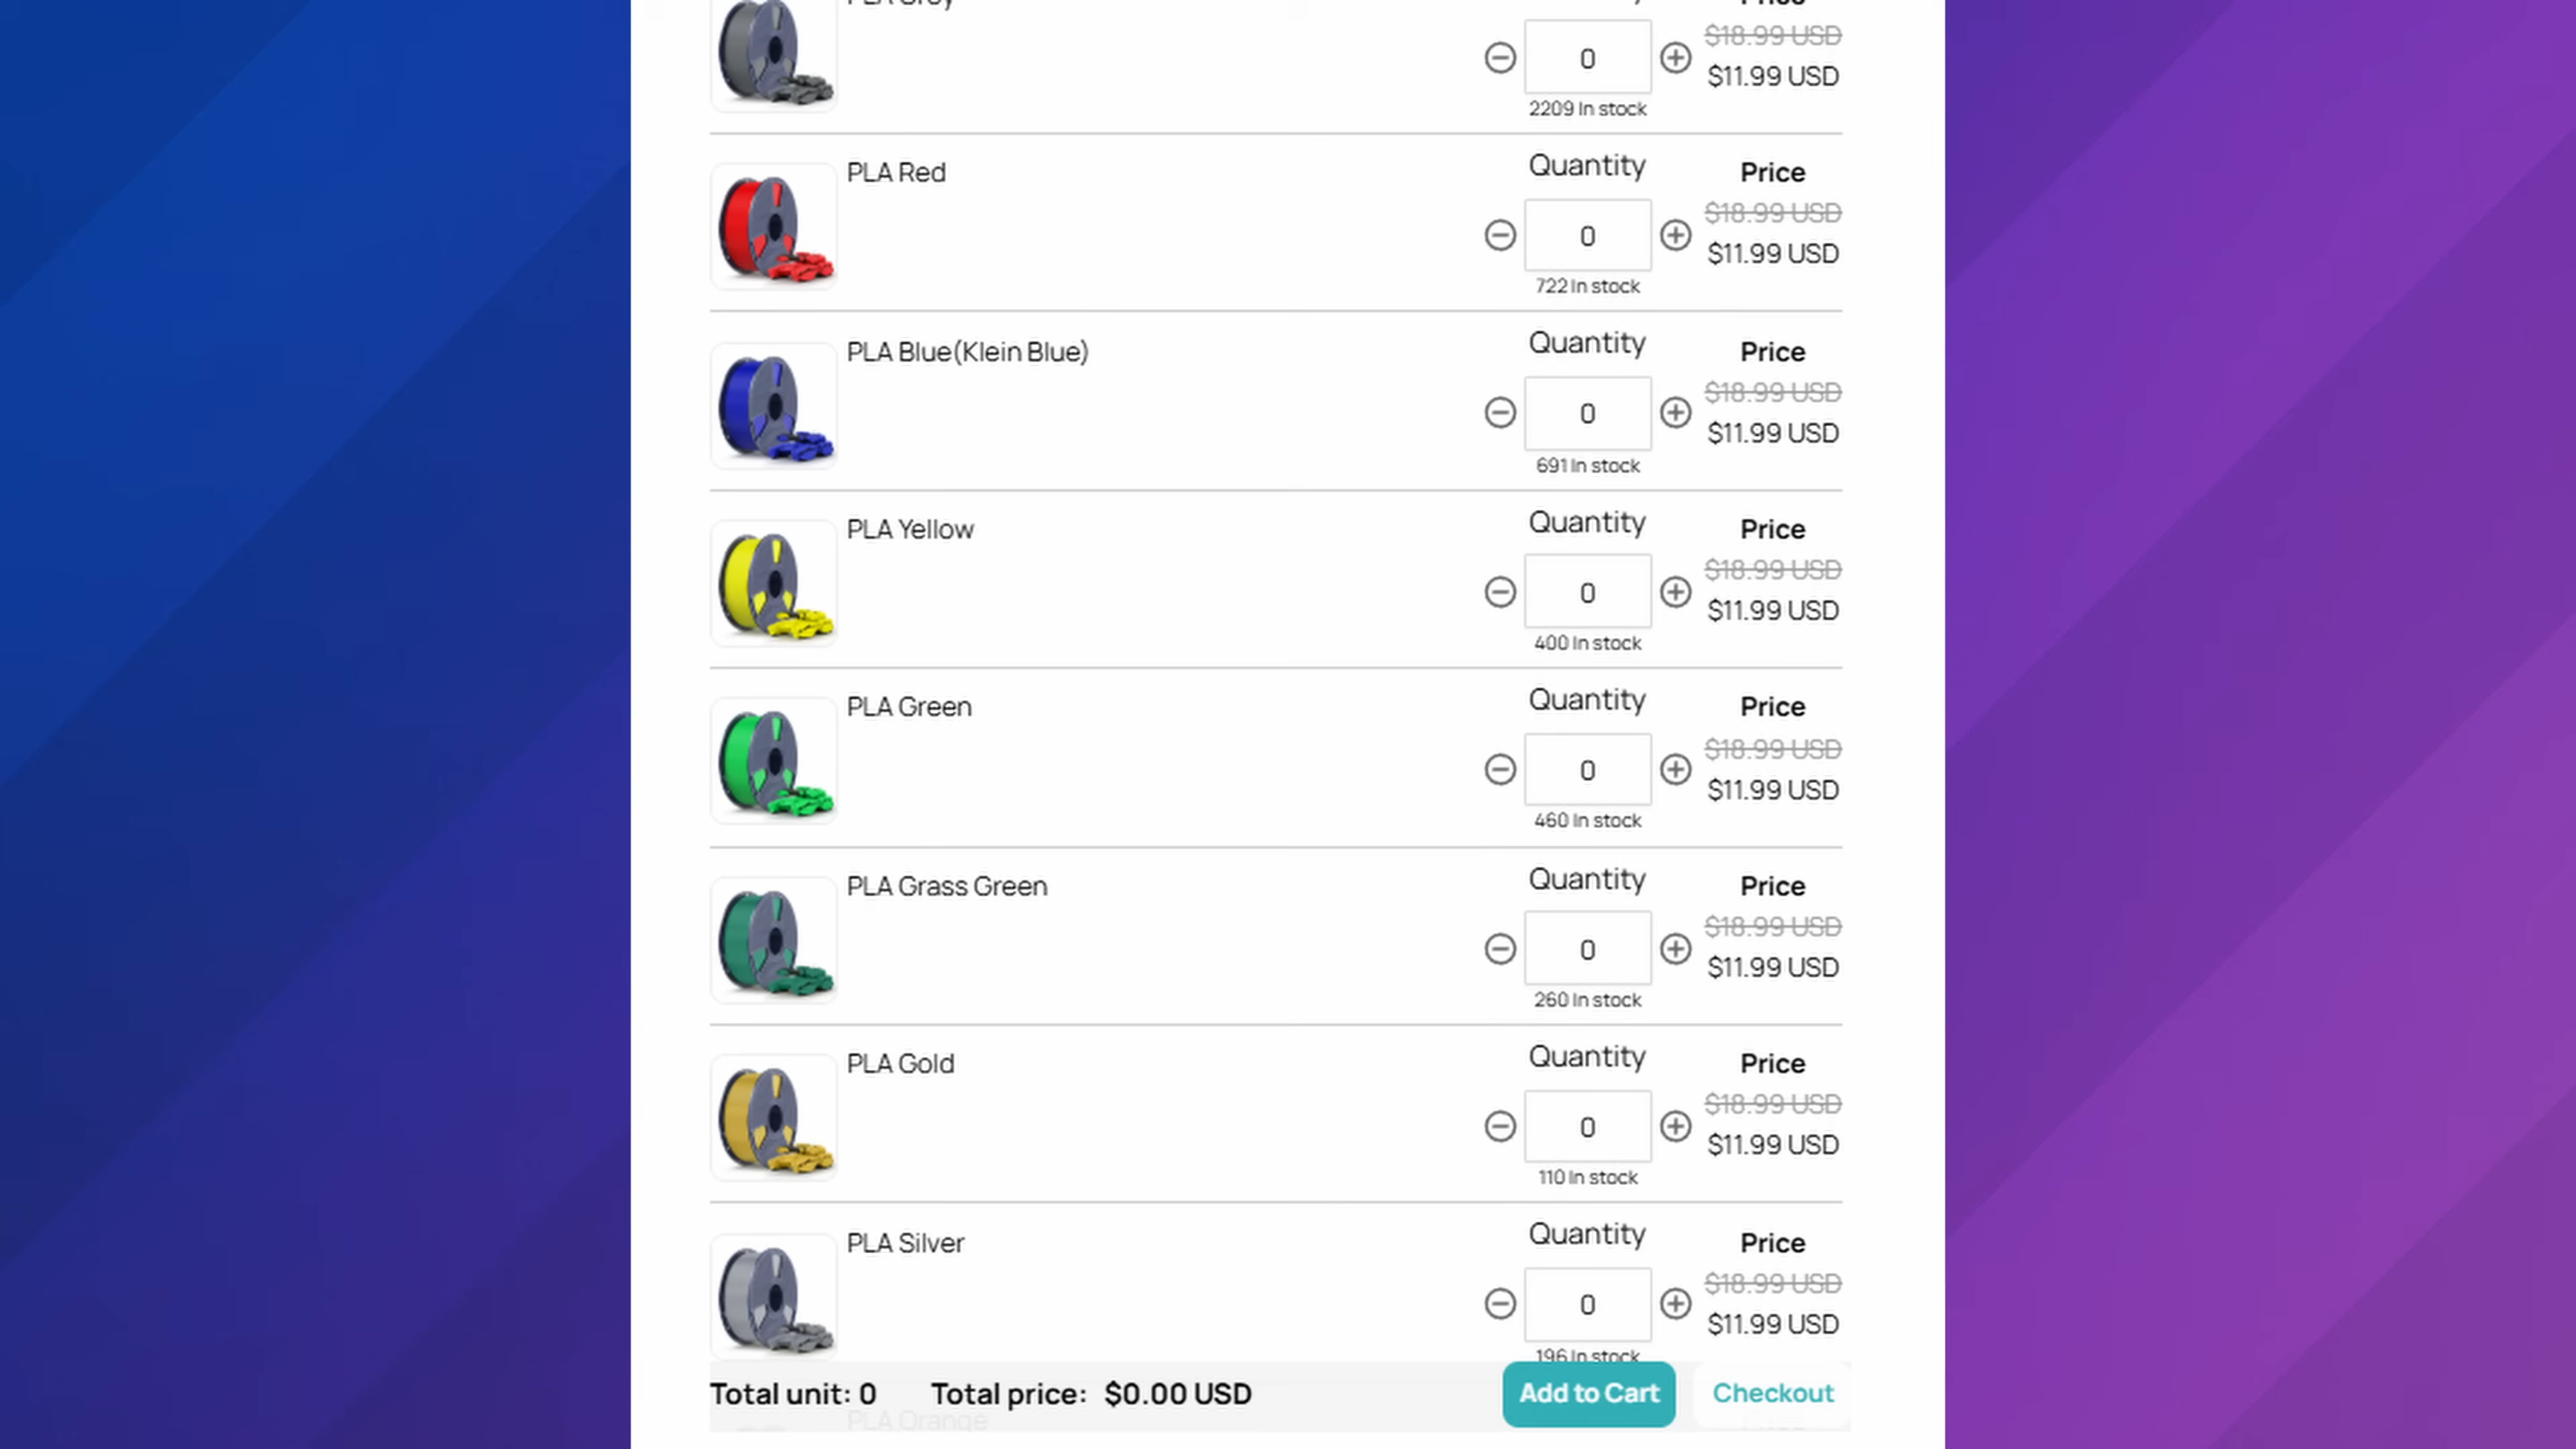 PLA Grey
Price
$18.99 USD
0
$11.99 USD
2209 In stock
PLA Red
Quantity
Price
$18.99 USD
0
$11.99 USD
722 In stock
PLA Blue(Klein Blue)
Quantity
Price
$18.99 USD
0
$11.99 USD
691 In stock
PLA Yellow
Quantity
Price
$18.99 USD
0
$11.99 USD
400 In stock
PLA Green
Quantity
Price
$18.99 USD
0
$11.99 USD
460 In stock
PLA Grass Green
Quantity
Price
$18.99 USD
0
$11.99 USD
260 In stock
PLA Gold
Quantity
Price
$18.99 USD
0
$11.99 USD
110 In stock
PLA Silver
Quantity
Price
$18.99 USD
0
$11.99 USD
196 In stock
Total unit: 0 Total price: $0.00 USD
Add to Cart
Checkout
PLA Orange